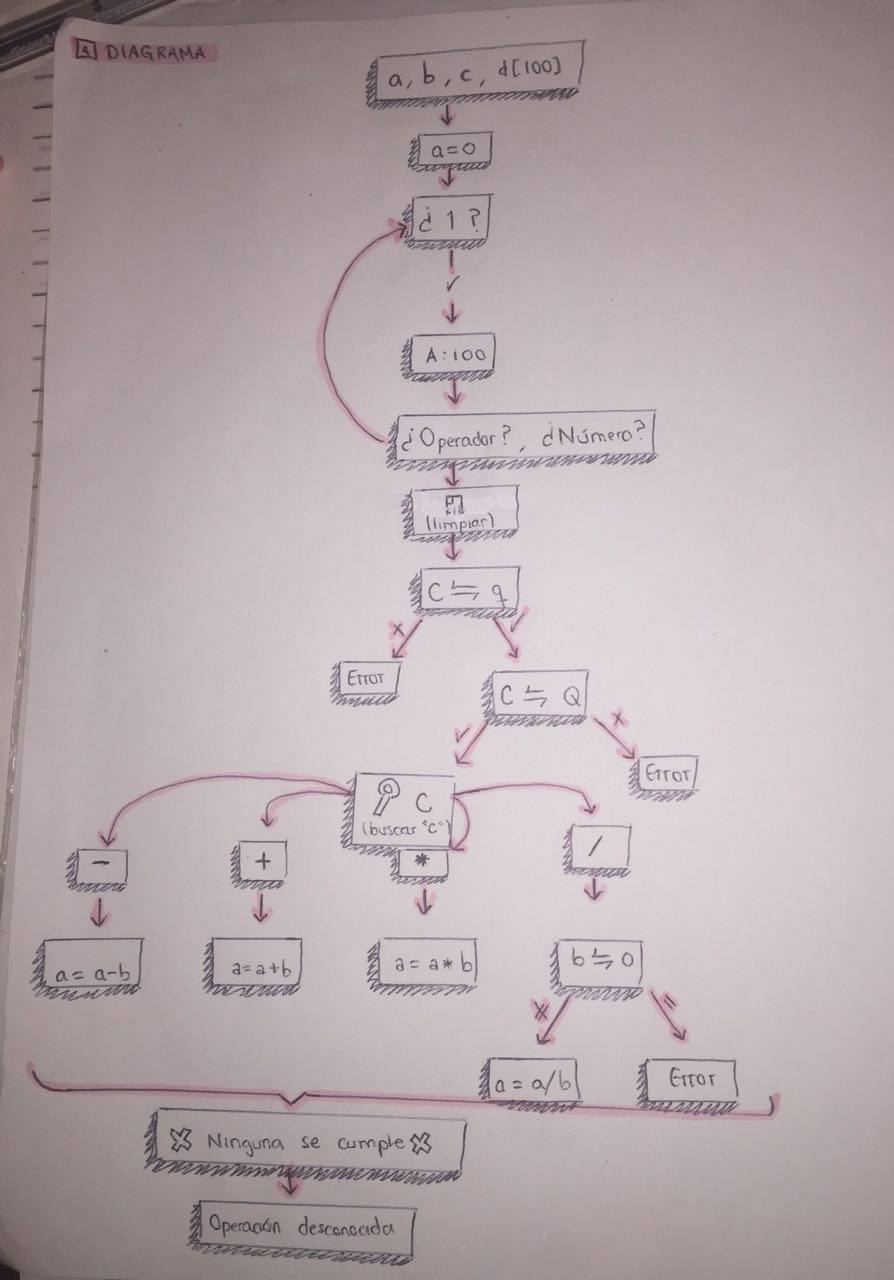 4 DIAGRAMA
a, b, c, d[100]
a=0
¿ 1 ?
✓
A:100
¿Operador?, ¿Número?
(limpiar)
C ⇆ q
x ✓
Error
C ⇆ Q
✓ x
Error
C
(buscar "C")
- + * /
a= a-b
a=a+b
a= a*b
b ⇆ 0
a = a/b
Error
Ninguna se cumple
Operación desconocida